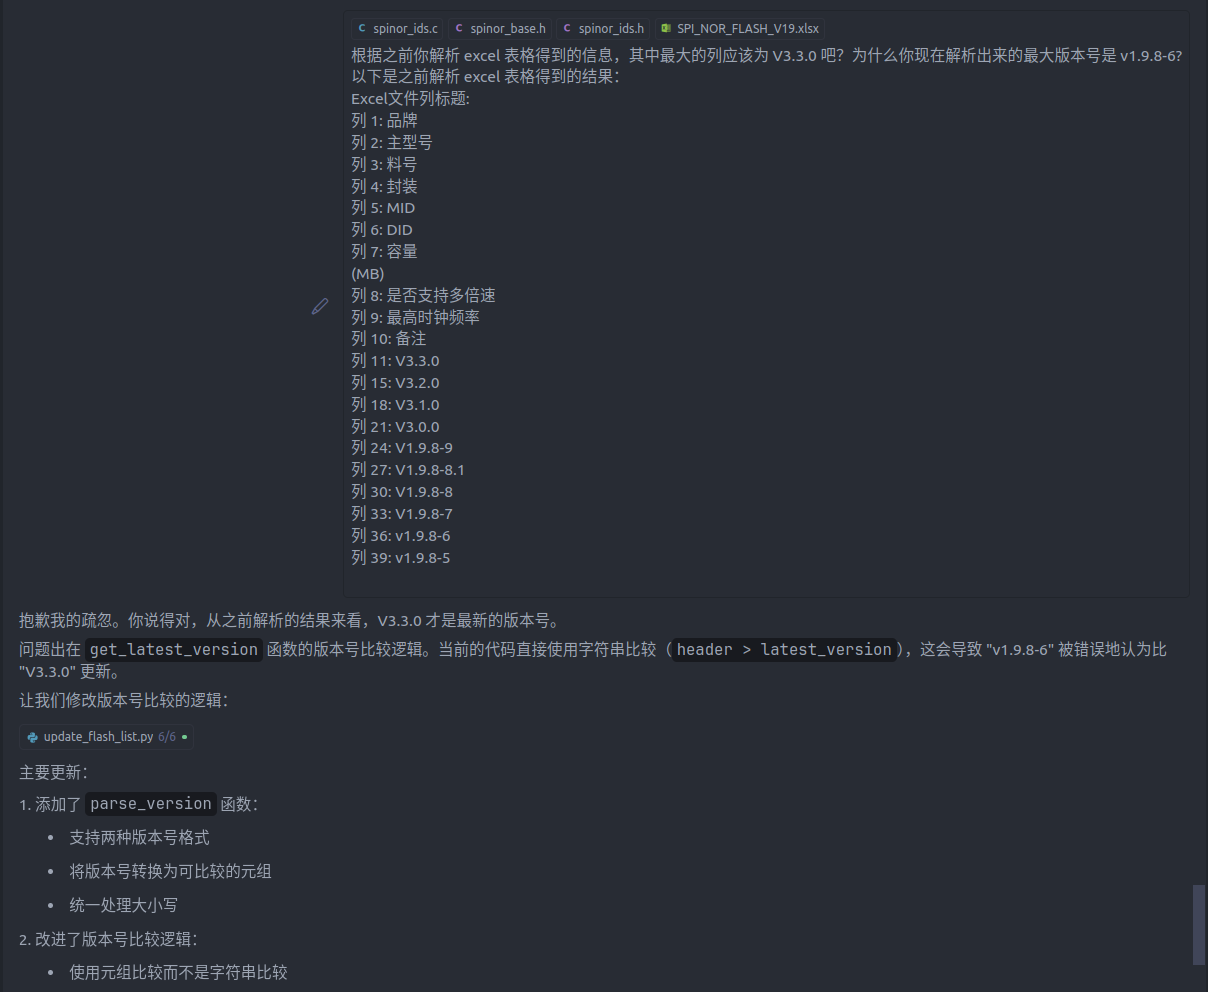 spinor_ids.c spinor_base.h spinor_ids.h SPI_NOR_FLASH_V19.xlsx
根据之前你解析 excel 表格得到的信息，其中最大的列应该为 V3.3.0 吧？为什么你现在解析出来的最大版本号是 v1.9.8-6?
以下是之前解析 excel 表格得到的结果：
Excel文件列标题:
列 1: 品牌
列 2: 主型号
列 3: 料号
列 4: 封装
列 5: MID
列 6: DID
列 7: 容量
(MB)
列 8: 是否支持多倍速
列 9: 最高时钟频率
列 10: 备注
列 11: V3.3.0
列 15: V3.2.0
列 18: V3.1.0
列 21: V3.0.0
列 24: V1.9.8-9
列 27: V1.9.8-8.1
列 30: V1.9.8-8
列 33: V1.9.8-7
列 36: v1.9.8-6
列 39: v1.9.8-5
抱歉我的疏忽。你说得对，从之前解析的结果来看，V3.3.0 才是最新的版本号。
问题出在 get_latest_version 函数的版本号比较逻辑。当前的代码直接使用字符串比较（header > latest_version），这会导致 "v1.9.8-6" 被错误地认为比
"V3.3.0" 更新。
让我们修改版本号比较的逻辑：
update_flash_list.py 6/6
主要更新：
1. 添加了 parse_version 函数：
• 支持两种版本号格式
• 将版本号转换为可比较的元组
• 统一处理大小写
2. 改进了版本号比较逻辑：
• 使用元组比较而不是字符串比较